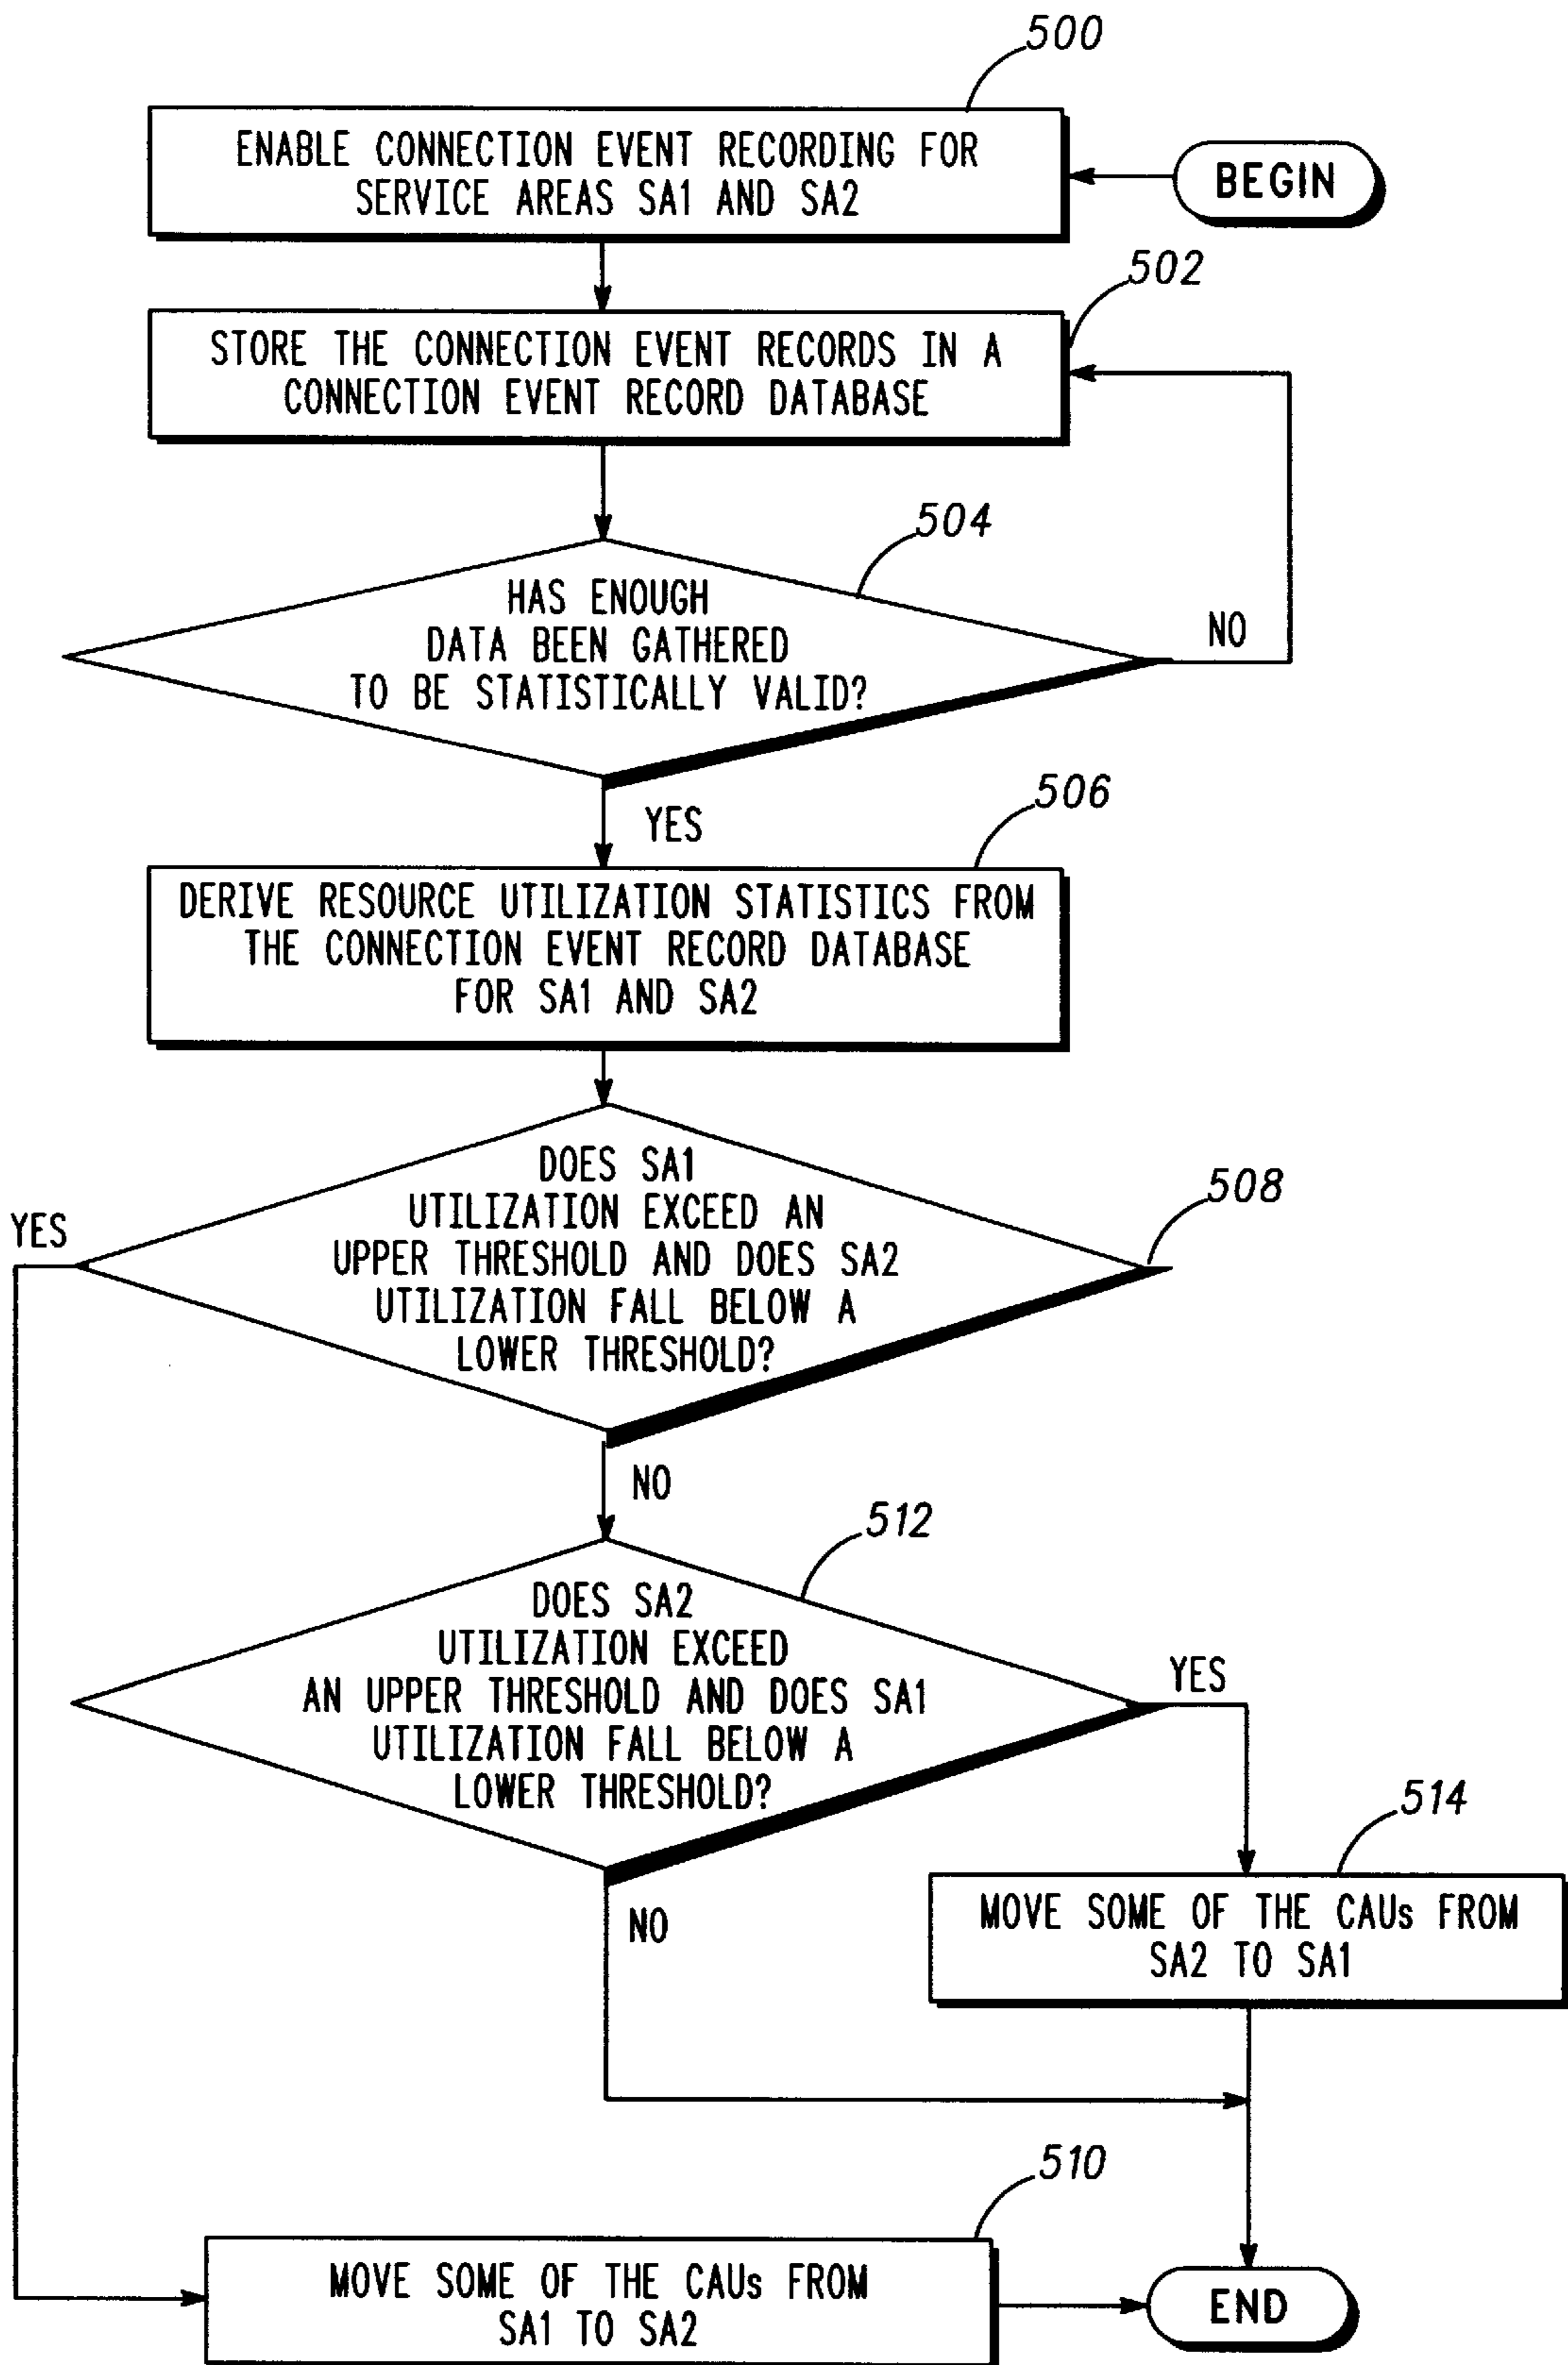 500
ENABLE CONNECTION EVENT RECORDING FOR
SERVICE AREAS SA1 AND SA2
BEGIN
502
STORE THE CONNECTION EVENT RECORDS IN A
CONNECTION EVENT RECORD DATABASE
504
HAS ENOUGH
DATA BEEN GATHERED
TO BE STATISTICALLY VALID?
NO
YES
506
DERIVE RESOURCE UTILIZATION STATISTICS FROM
THE CONNECTION EVENT RECORD DATABASE
FOR SA1 AND SA2
508
DOES SA1
UTILIZATION EXCEED AN
UPPER THRESHOLD AND DOES SA2
UTILIZATION FALL BELOW A
LOWER THRESHOLD?
YES
NO
512
DOES SA2
UTILIZATION EXCEED
AN UPPER THRESHOLD AND DOES SA1
UTILIZATION FALL BELOW A
LOWER THRESHOLD?
YES
NO
514
MOVE SOME OF THE CAUs FROM
SA2 TO SA1
510
MOVE SOME OF THE CAUs FROM
SA1 TO SA2
END